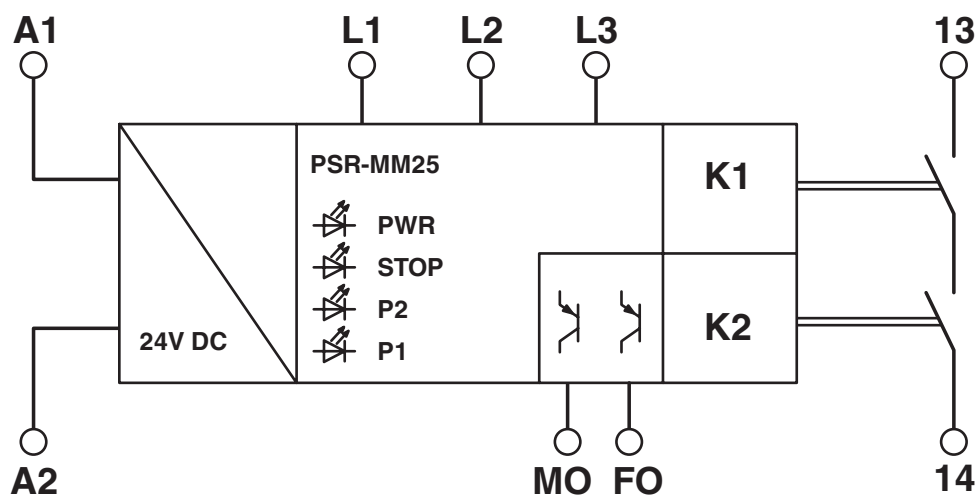 A1 L1 L2 L3 13
PSR-MM25
K1
PWR
STOP
P2
P1
24V DC
K2
A2 MO FO 14